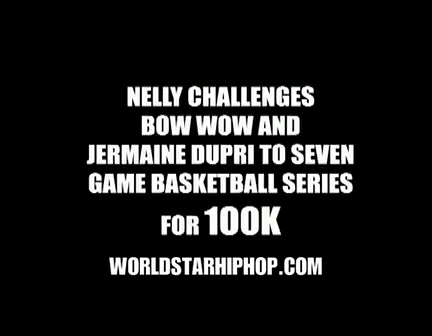 NELLY CHALLENGES
BOW WOW AND
JERMAINE DUPRI TO SEVEN
GAME BASKETBALL SERIES
FOR 100K
WORLDSTARHIPHOP.COM